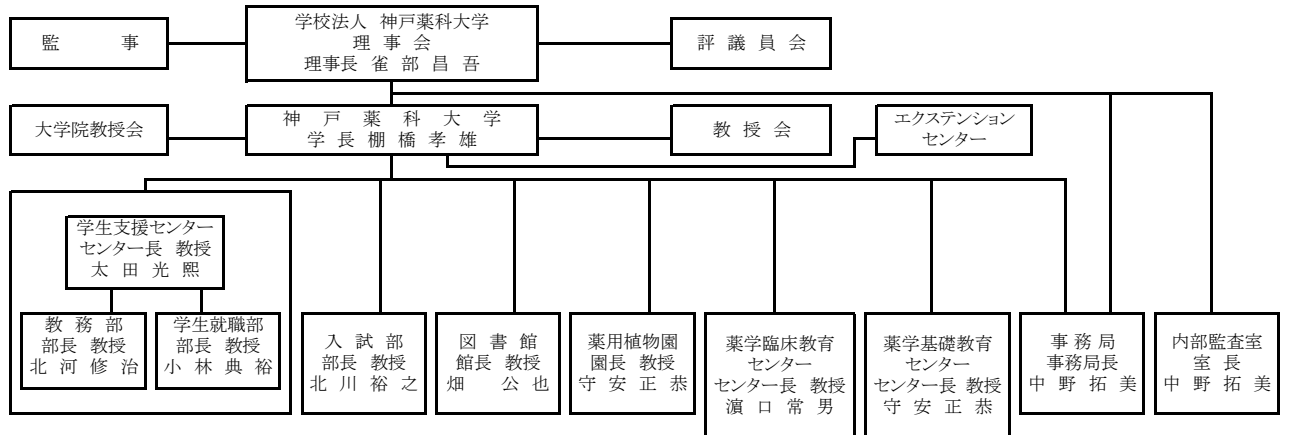 監 事
学校法人 神戸薬科大学
理 事 会
理事長 雀 部 昌 吾
評 議 員 会
大学院教授会
神 戸 薬 科 大 学
学 長 棚 橋 孝 雄
教 授 会
エクステンション
センター
学生支援センター
センター長 教授
太 田 光 熙
教 務 部
部長 教授
北 河 修 治
学生就職部
部長 教授
小 林 典 裕
入 試 部
部長 教授
北 川 裕 之
図 書 館
館長 教授
畑 公 也
薬用植物園
園長 教授
守 安 正 恭
薬学臨床教育
センター
センター長 教授
濵 口 常 男
薬学基礎教育
センター
センター長 教授
守 安 正 恭
事 務 局
事務局長
中 野 拓 美
内部監査室
室 長
中 野 拓 美